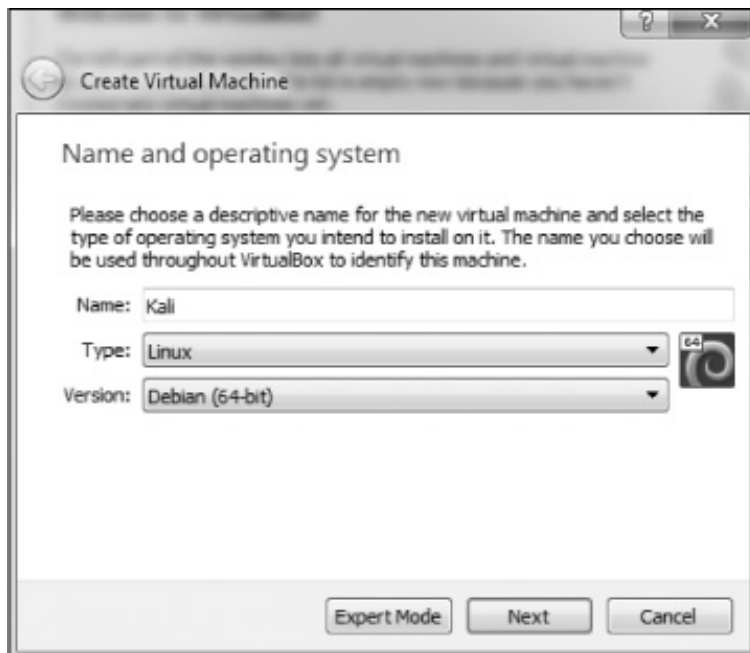 Create Virtual Machine
Name and operating system
Please choose a descriptive name for the new virtual machine and select the
type of operating system you intend to install on it. The name you choose will
be used throughout VirtualBox to identify this machine.
Name: Kali
Type: Linux
64
Version: Debian (64-bit)
Expert Mode
Next
Cancel